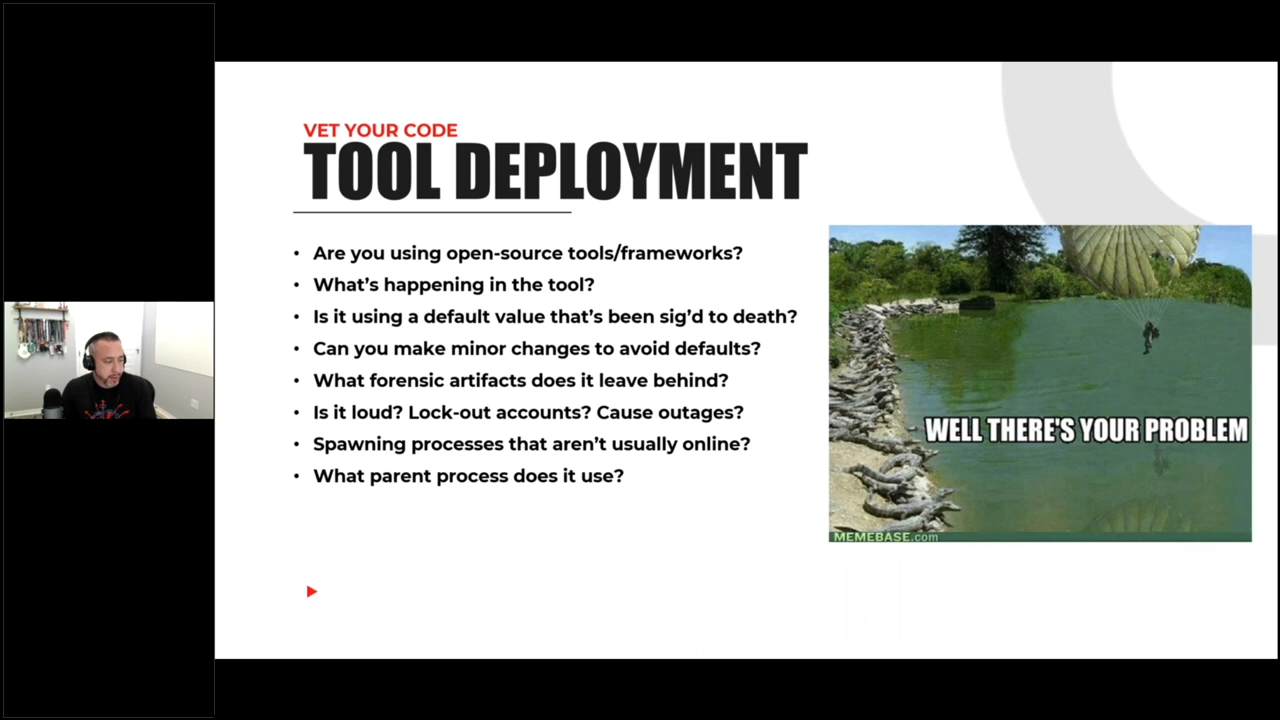 VET YOUR CODE
TOOL DEPLOYMENT
• Are you using open-source tools/frameworks?
• What’s happening in the tool?
• Is it using a default value that’s been sig’d to death?
• Can you make minor changes to avoid defaults?
• What forensic artifacts does it leave behind?
• Is it loud? Lock-out accounts? Cause outages?
• Spawning processes that aren’t usually online?
• What parent process does it use?
WELL THERE'S YOUR PROBLEM
MEMEBASE.com